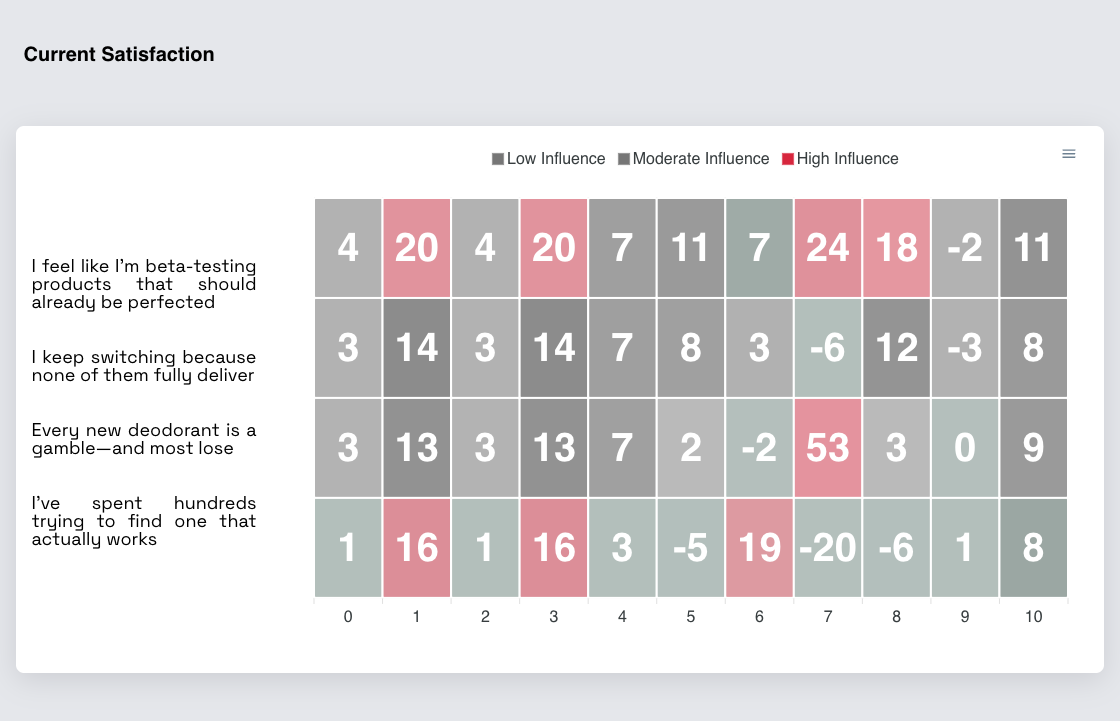 Current Satisfaction
Low Influence Moderate Influence High Influence
I feel like I'm beta-testing
products that should
already be perfected
I keep switching because
none of them fully deliver
Every new deodorant is a
gamble—and most lose
I've spent hundreds
trying to find one that
actually works
4 20 4 20 7 11 7 24 18 -2 11
3 14 3 14 7 8 3 -6 12 -3 8
3 13 3 13 7 2 -2 53 3 0 9
1 16 1 16 3 -5 19 -20 -6 1 8
0 1 2 3 4 5 6 7 8 9 10